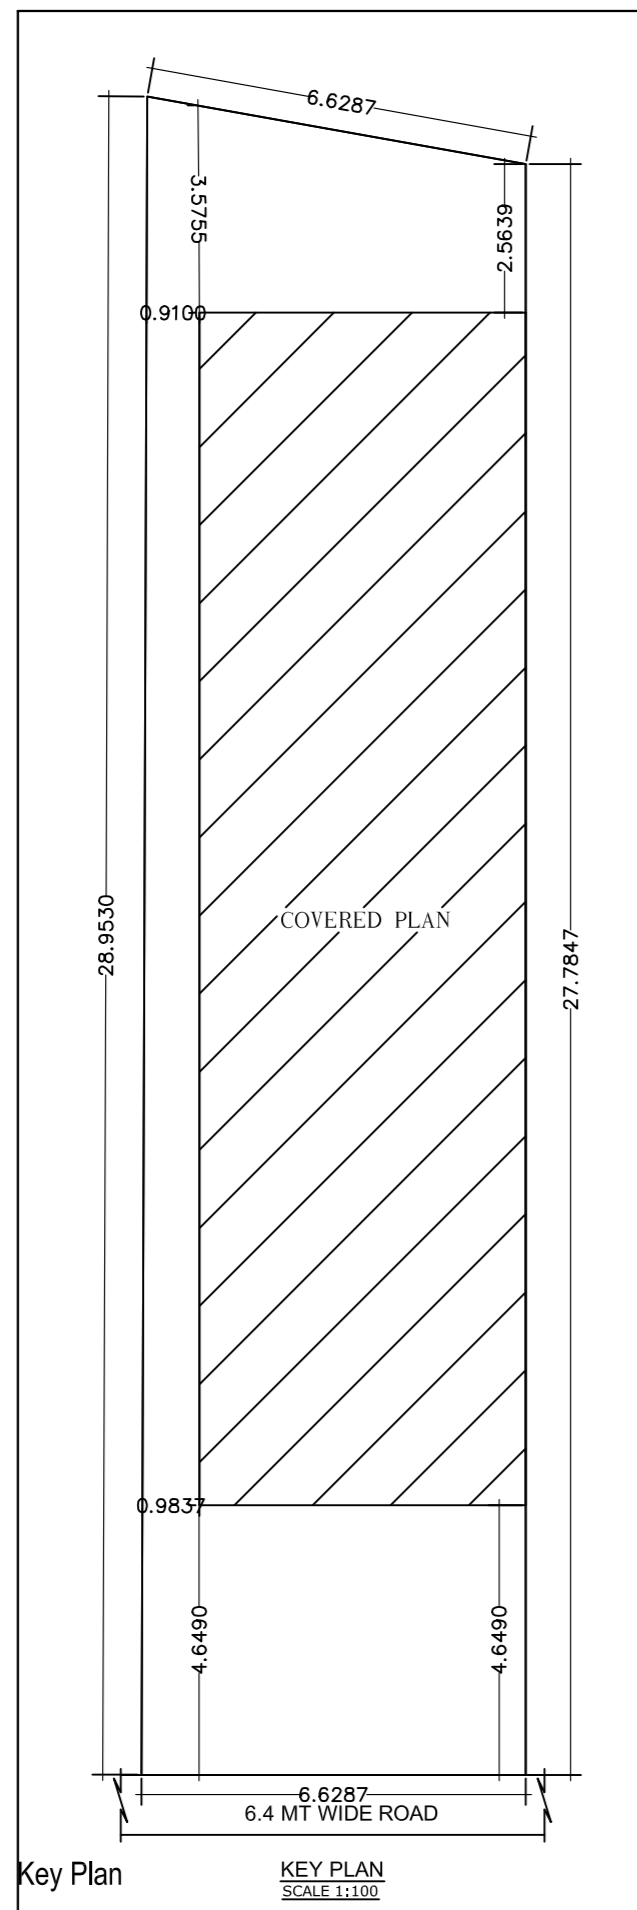 6.6287
3.5755
2.5639
0.9100
COVERED PLAN
28.9530
27.7847
0.9837
4.6490
4.6490
6.6287
6.4 MT WIDE ROAD
Key Plan
KEY PLAN
SCALE 1:100